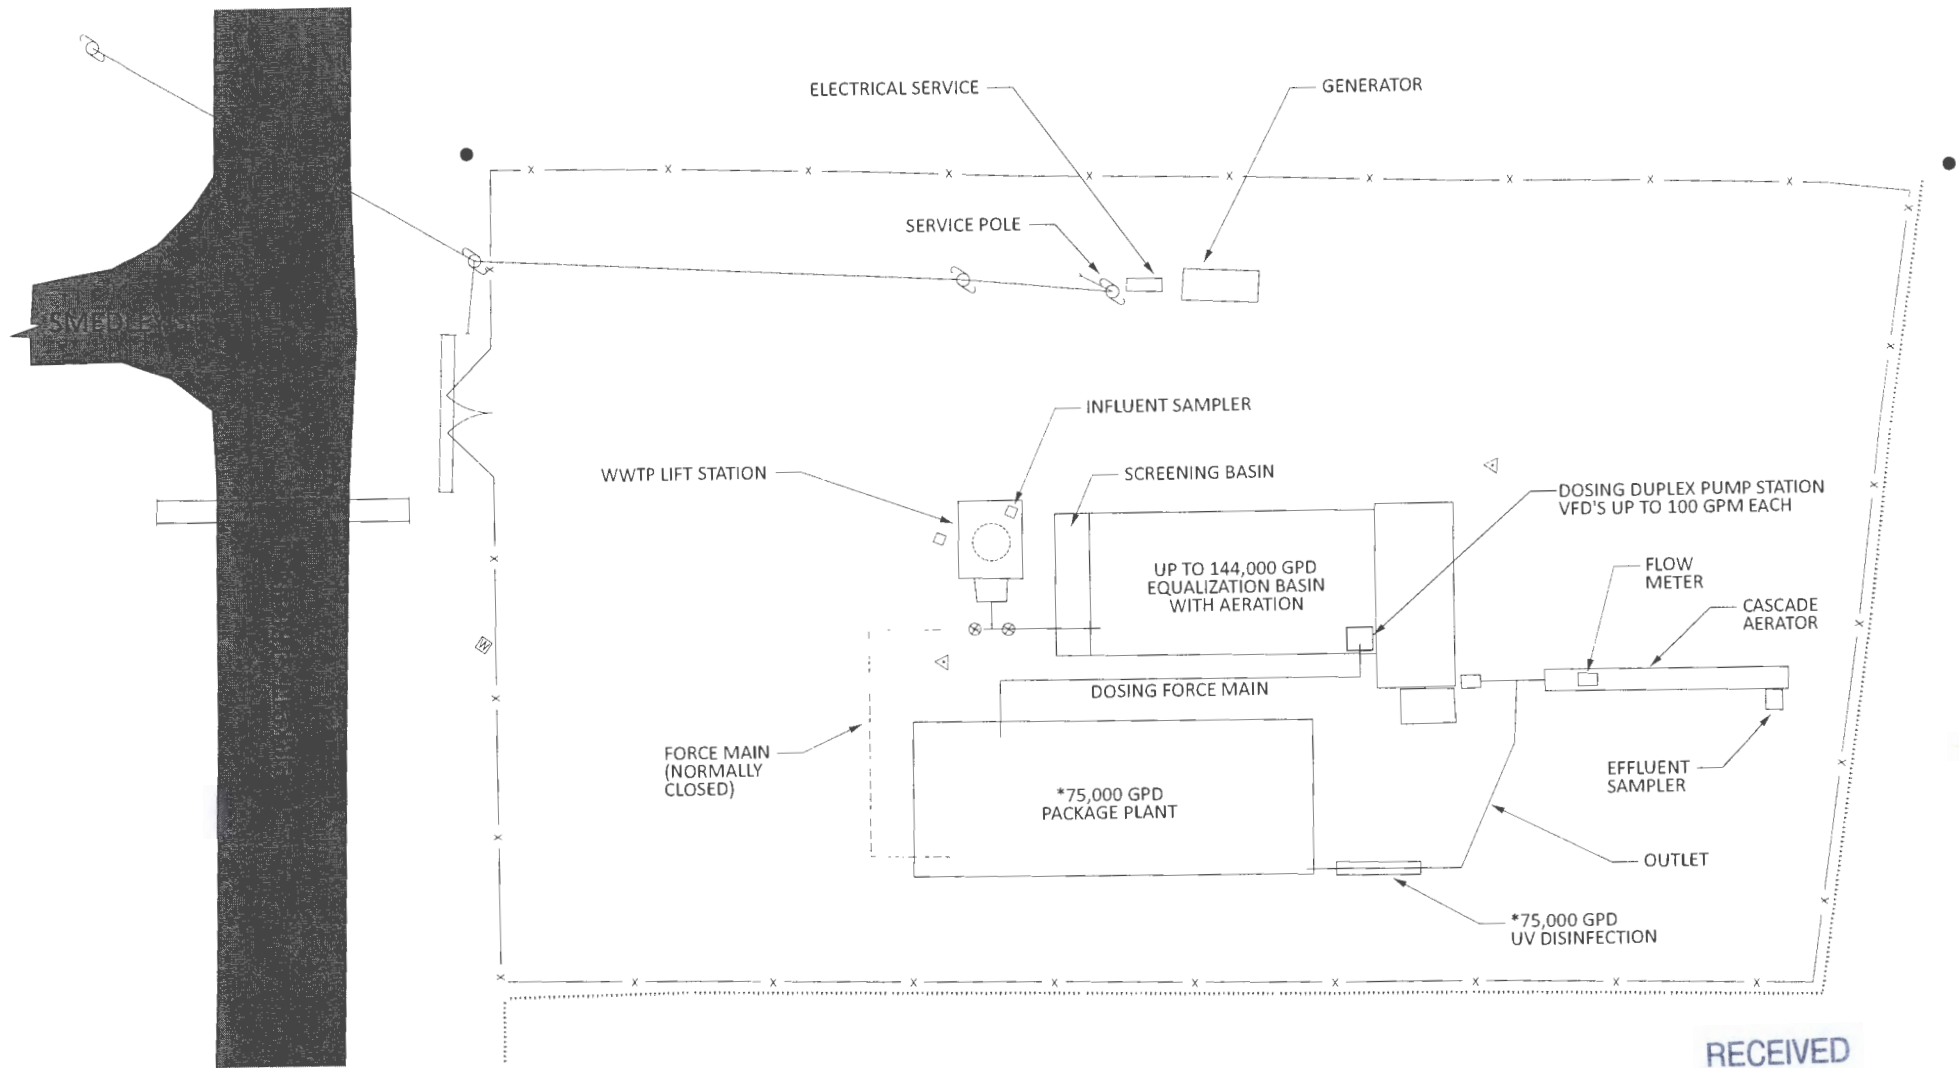 ELECTRICAL SERVICE
GENERATOR
SERVICE POLE
SMEDLEY
INFLUENT SAMPLER
WWTP LIFT STATION
SCREENING BASIN
DOSING DUPLEX PUMP STATION
VFD'S UP TO 100 GPM EACH
UP TO 144,000 GPD
EQUALIZATION BASIN
WITH AERATION
FLOW
METER
CASCADE
AERATOR
W
DOSING FORCE MAIN
FORCE MAIN
(NORMALLY
CLOSED)
*75,000 GPD
PACKAGE PLANT
EFFLUENT
SAMPLER
OUTLET
*75,000 GPD
UV DISINFECTION
RECEIVED